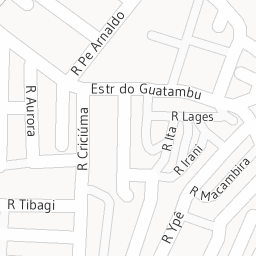 R Pe Arnaldo
Estr do Guatambu
R Aurora
R Lages
R Criciúma
R Ita
R Irani
R Macambira
R Tibagi
R Ypê